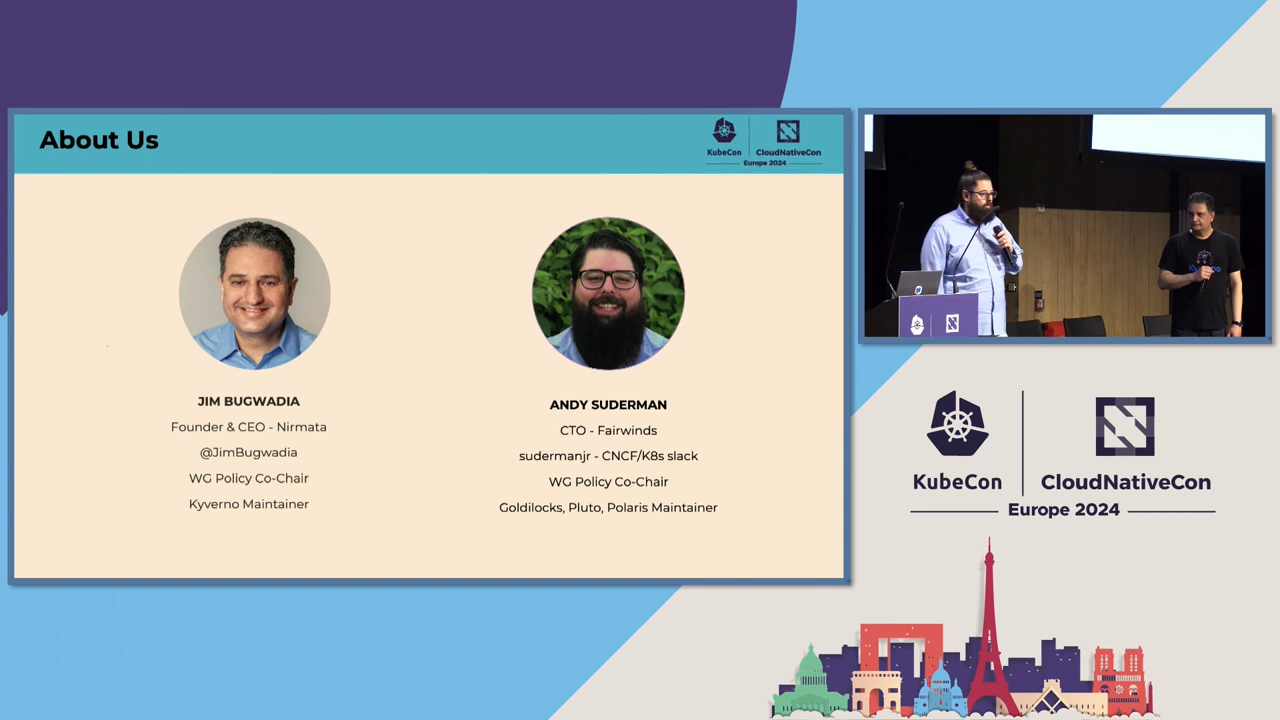 About Us
KubeCon
CloudNativeCon
Europe 2024
JIM BUGWADIA
Founder & CEO - Nirmata
@JimBugwadia
WG Policy Co-Chair
Kyverno Maintainer
ANDY SUDERMAN
CTO - Fairwinds
sudermanjr - CNCF/K8s slack
WG Policy Co-Chair
Goldilocks, Pluto, Polaris Maintainer
KubeCon
CloudNativeCon
Europe 2024